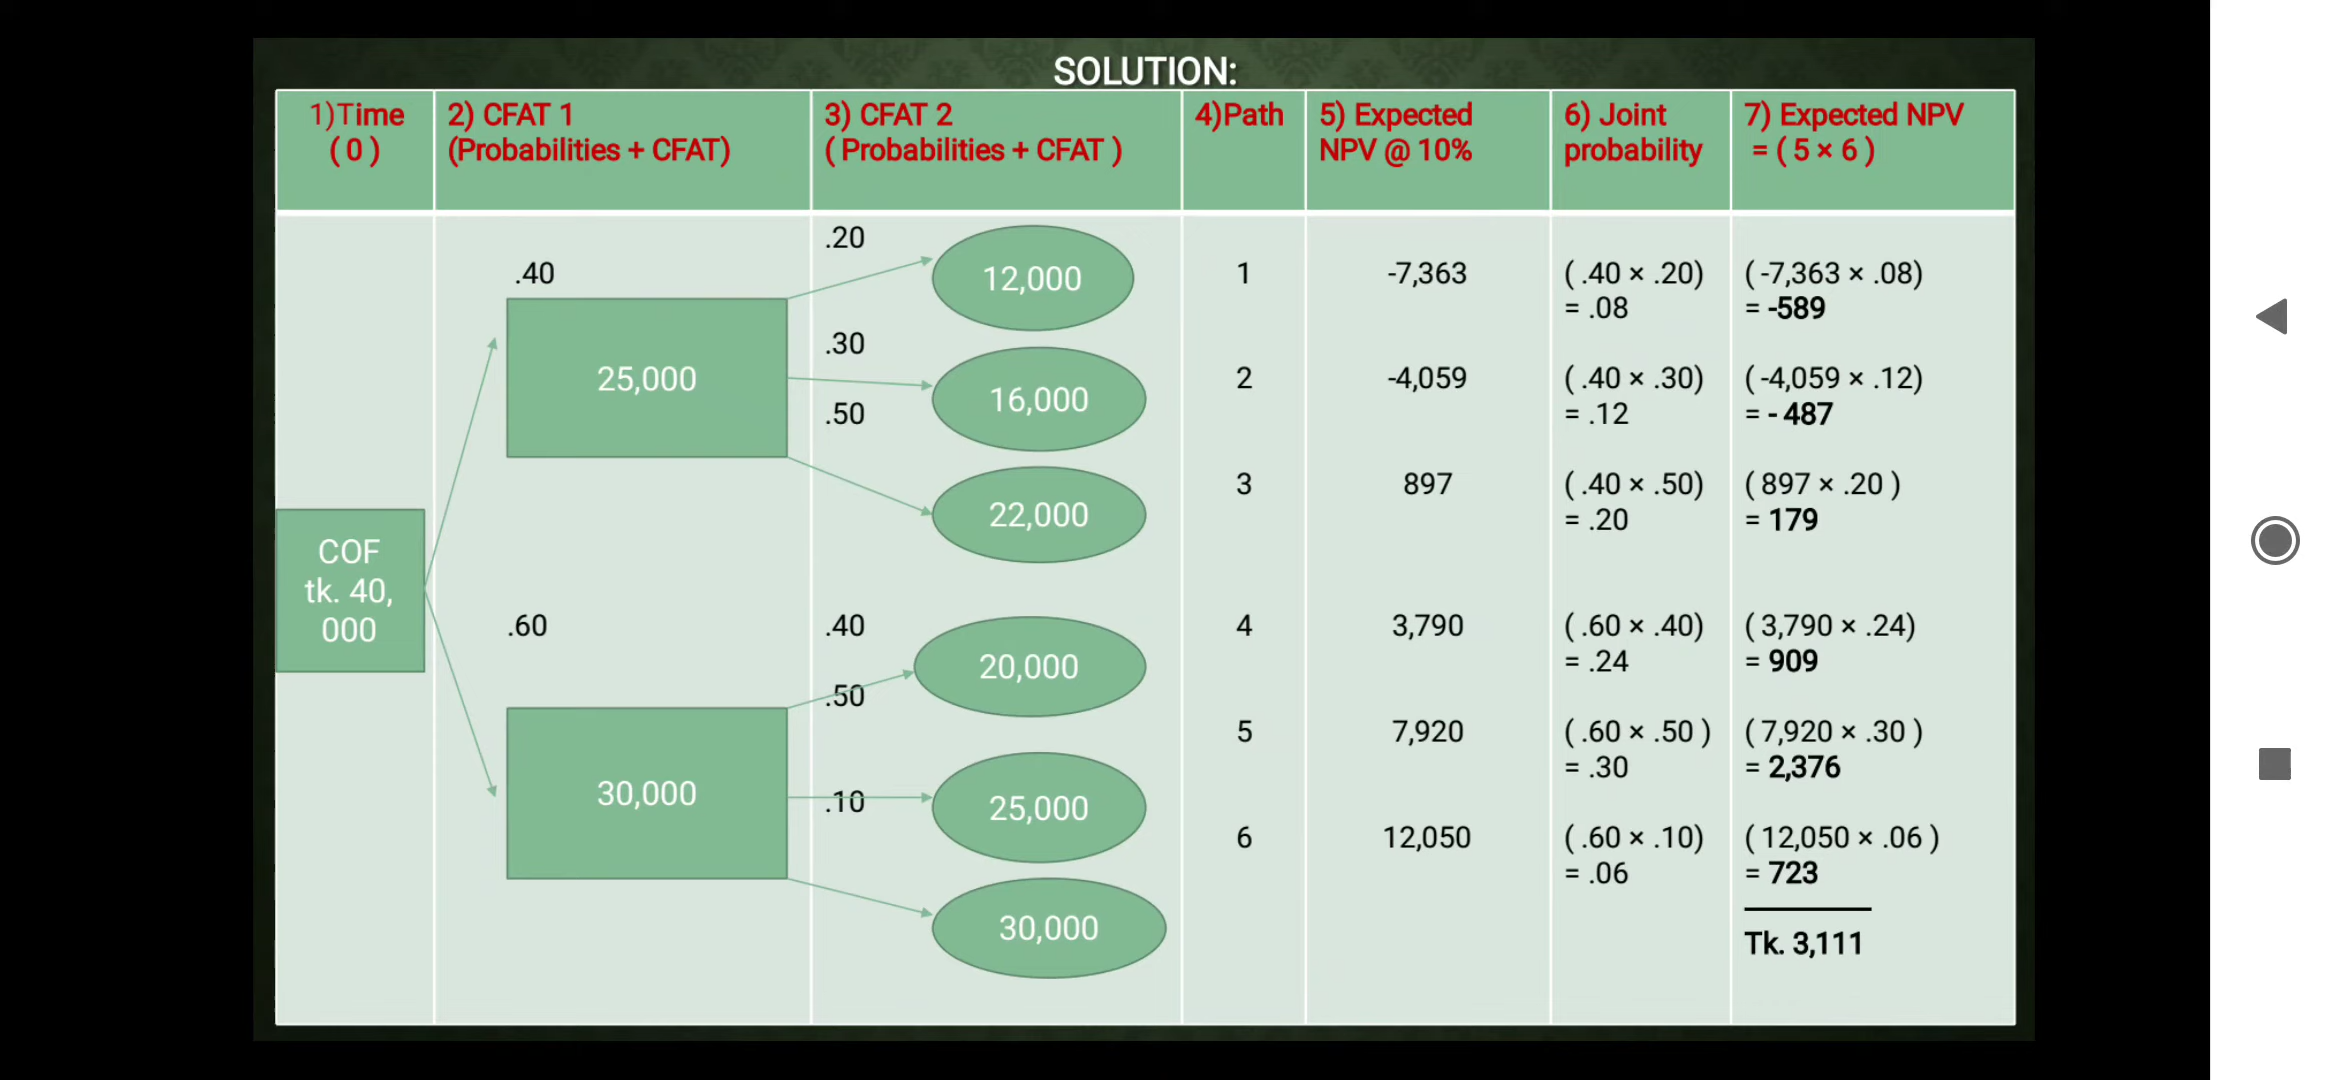 SOLUTION:
1)Time
( 0 )
2) CFAT 1
(Probabilities + CFAT)
3) CFAT 2
( Probabilities + CFAT )
4)Path
5) Expected
NPV @ 10%
6) Joint
probability
7) Expected NPV
= ( 5 × 6 )
COF
tk. 40,
000
.40
25,000
.60
30,000
.20
12,000
.30
16,000
.50
22,000
.40
20,000
.50
25,000
.10
30,000
1
-7,363
( .40 × .20)
= .08
( -7,363 × .08)
= -589
2
-4,059
( .40 × .30)
= .12
( -4,059 × .12)
= - 487
3
897
( .40 × .50)
= .20
( 897 × .20 )
= 179
4
3,790
( .60 × .40)
= .24
( 3,790 × .24)
= 909
5
7,920
( .60 × .50 )
= .30
( 7,920 × .30 )
= 2,376
6
12,050
( .60 × .10)
= .06
( 12,050 × .06 )
= 723
Tk. 3,111